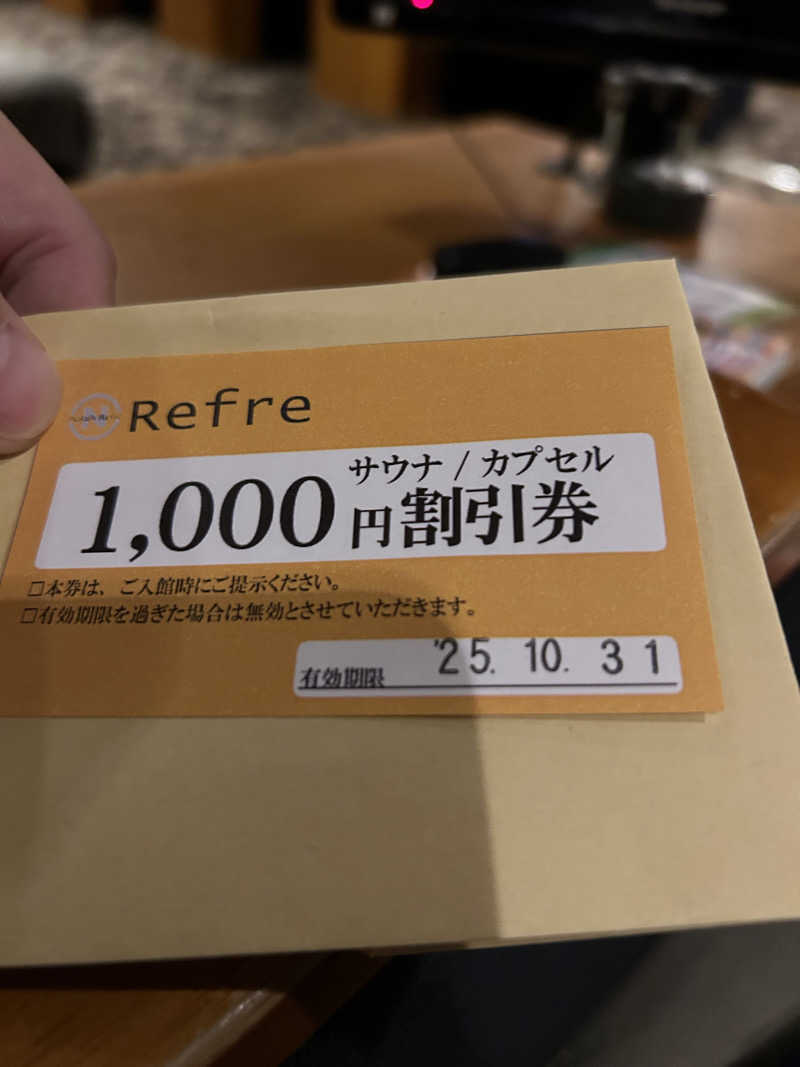 Refre
サウナ / カプセル
1,000円割引券
□本券は、ご入館時にご提示ください。
□有効期限を過ぎた場合は無効とさせていただきます。
有効期限 '25. 10. 31